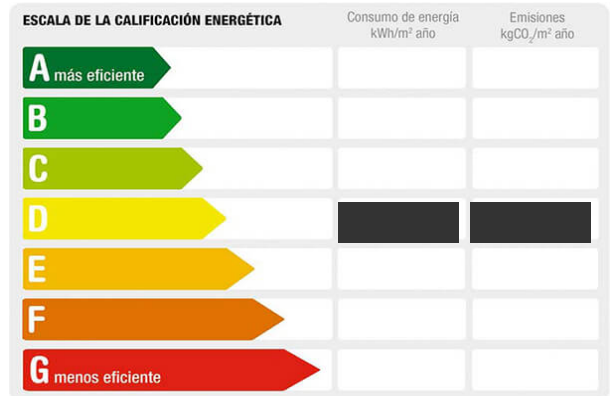 ESCALA DE LA CALIFICACIÓN ENERGÉTICA
Consumo de energía
kWh/m² año
Emisiones
kgCO₂/m² año
A más eficiente
B
C
D
E
F
G menos eficiente